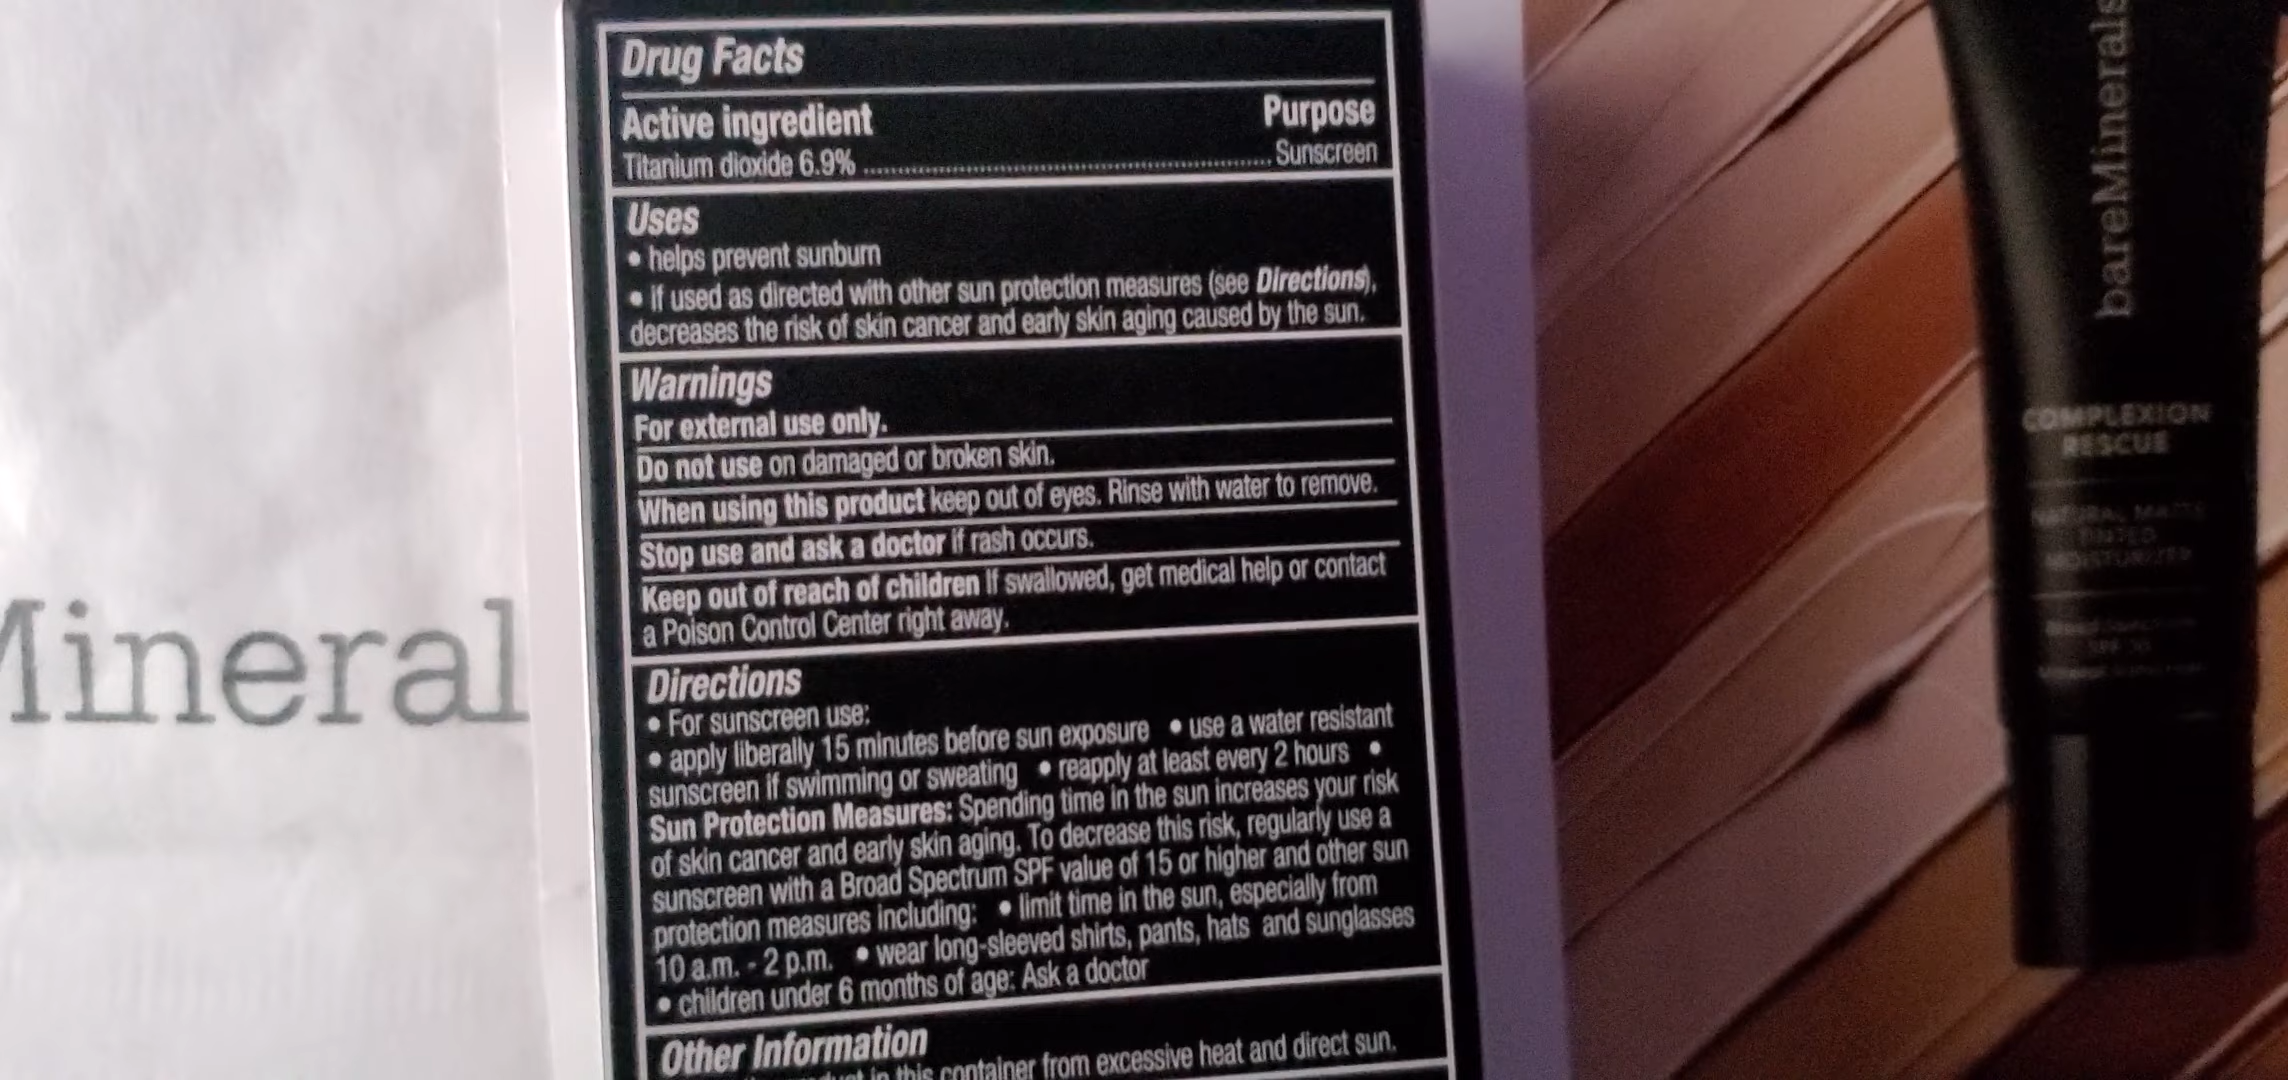 Drug Facts
Active ingredient Purpose
Titanium dioxide 6.9% ........ Sunscreen
Uses
• helps prevent sunburn
• if used as directed with other sun protection measures (see Directions),
decreases the risk of skin cancer and early skin aging caused by the sun.
Warnings
For external use only.
Do not use on damaged or broken skin.
When using this product keep out of eyes. Rinse with water to remove.
Stop use and ask a doctor if rash occurs.
Keep out of reach of children If swallowed, get medical help or contact
a Poison Control Center right away.
Directions
• For sunscreen use:
• apply liberally 15 minutes before sun exposure • use a water resistant
sunscreen if swimming or sweating • reapply at least every 2 hours •
Sun Protection Measures: Spending time in the sun increases your risk
of skin cancer and early skin aging. To decrease this risk, regularly use a
sunscreen with a Broad Spectrum SPF value of 15 or higher and other sun
protection measures including: • limit time in the sun, especially from
10 a.m. - 2 p.m. • wear long-sleeved shirts, pants, hats and sunglasses
• children under 6 months of age: Ask a doctor
Other Information
in this container from excessive heat and direct sun.
Mineral
bareMinerals
COMPLEXION
RESCUE
NATURAL MATTE
TINTED
MOISTURIZER